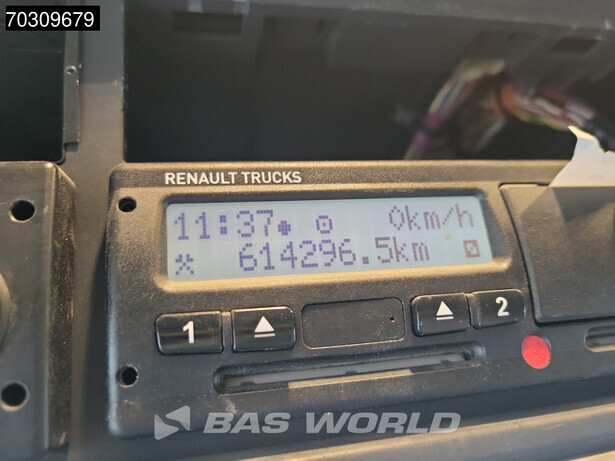 70309679
RENAULT TRUCKS
11:37 0km/h
614296.5km
1 2
BAS WORLD